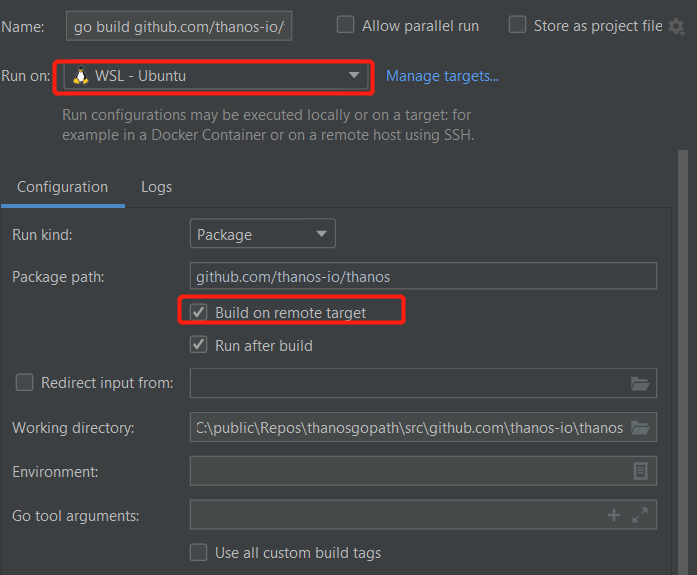 Name: go build github.com/thanos-io/ Allow parallel run Store as project file
Run on: WSL - Ubuntu Manage targets...
Run configurations may be executed locally or on a target: for
example in a Docker Container or on a remote host using SSH.
Configuration Logs
Run kind: Package
Package path: github.com/thanos-io/thanos
Build on remote target
Run after build
Redirect input from:
Working directory: C:\public\Repos\thanosgopath\src\github.com\thanos-io\thanos
Environment:
Go tool arguments:
Use all custom build tags